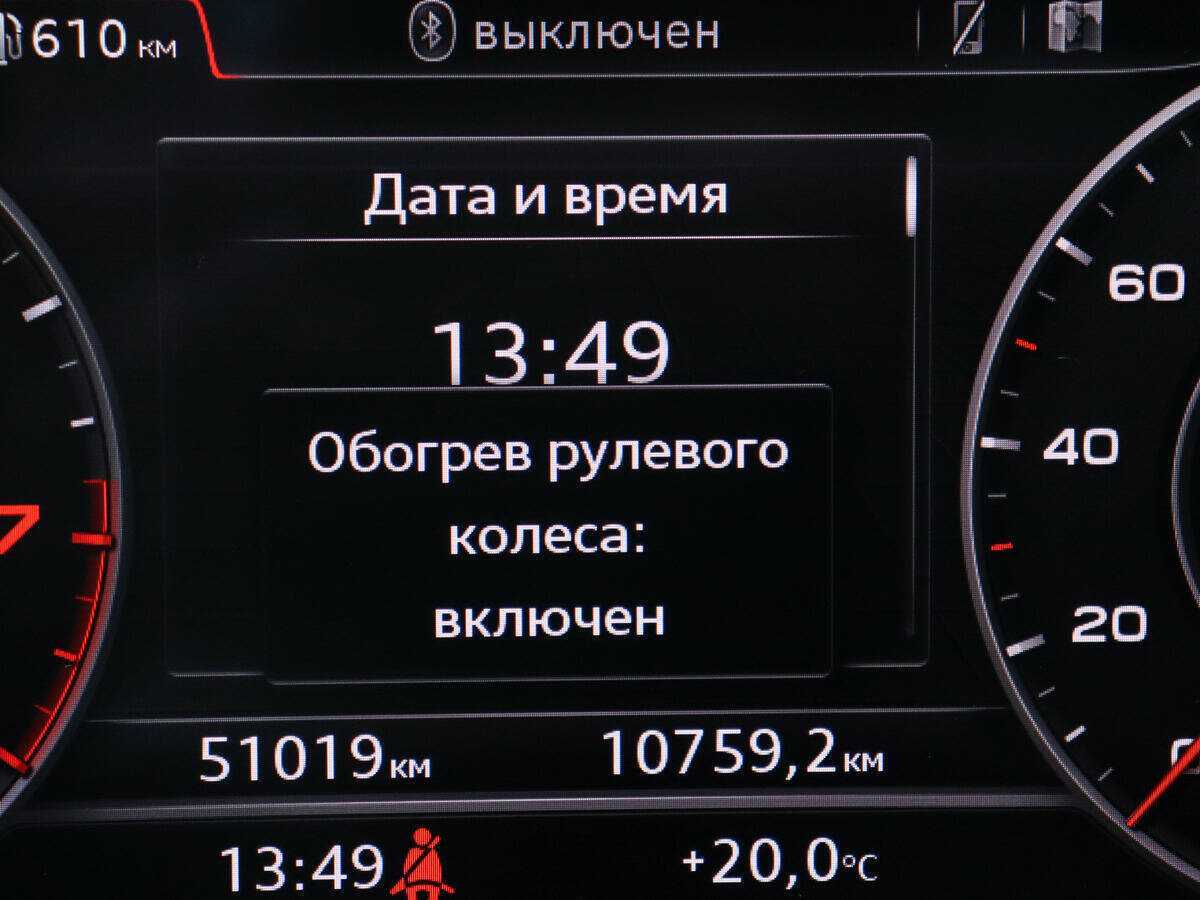 610 км
выключен
Дата и время
13:49
Обогрев рулевого
колеса:
включен
60
40
20
7
51019 км
10759,2 км
13:49
+20,0 °C